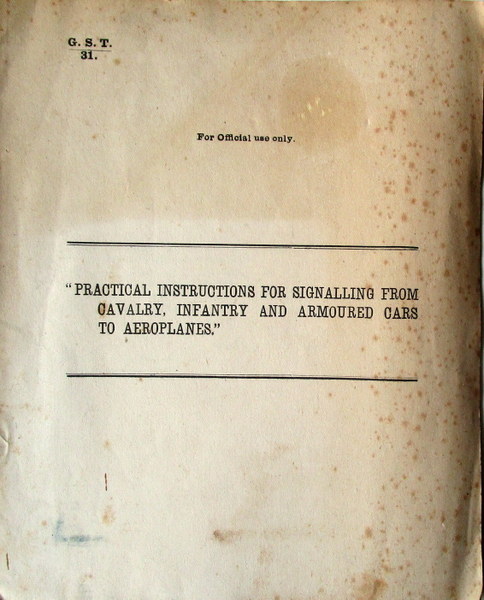 G. S. T.
31.
For Official use only.
"PRACTICAL INSTRUCTIONS FOR SIGNALLING FROM
CAVALRY, INFANTRY AND ARMOURED CARS
TO AEROPLANES."